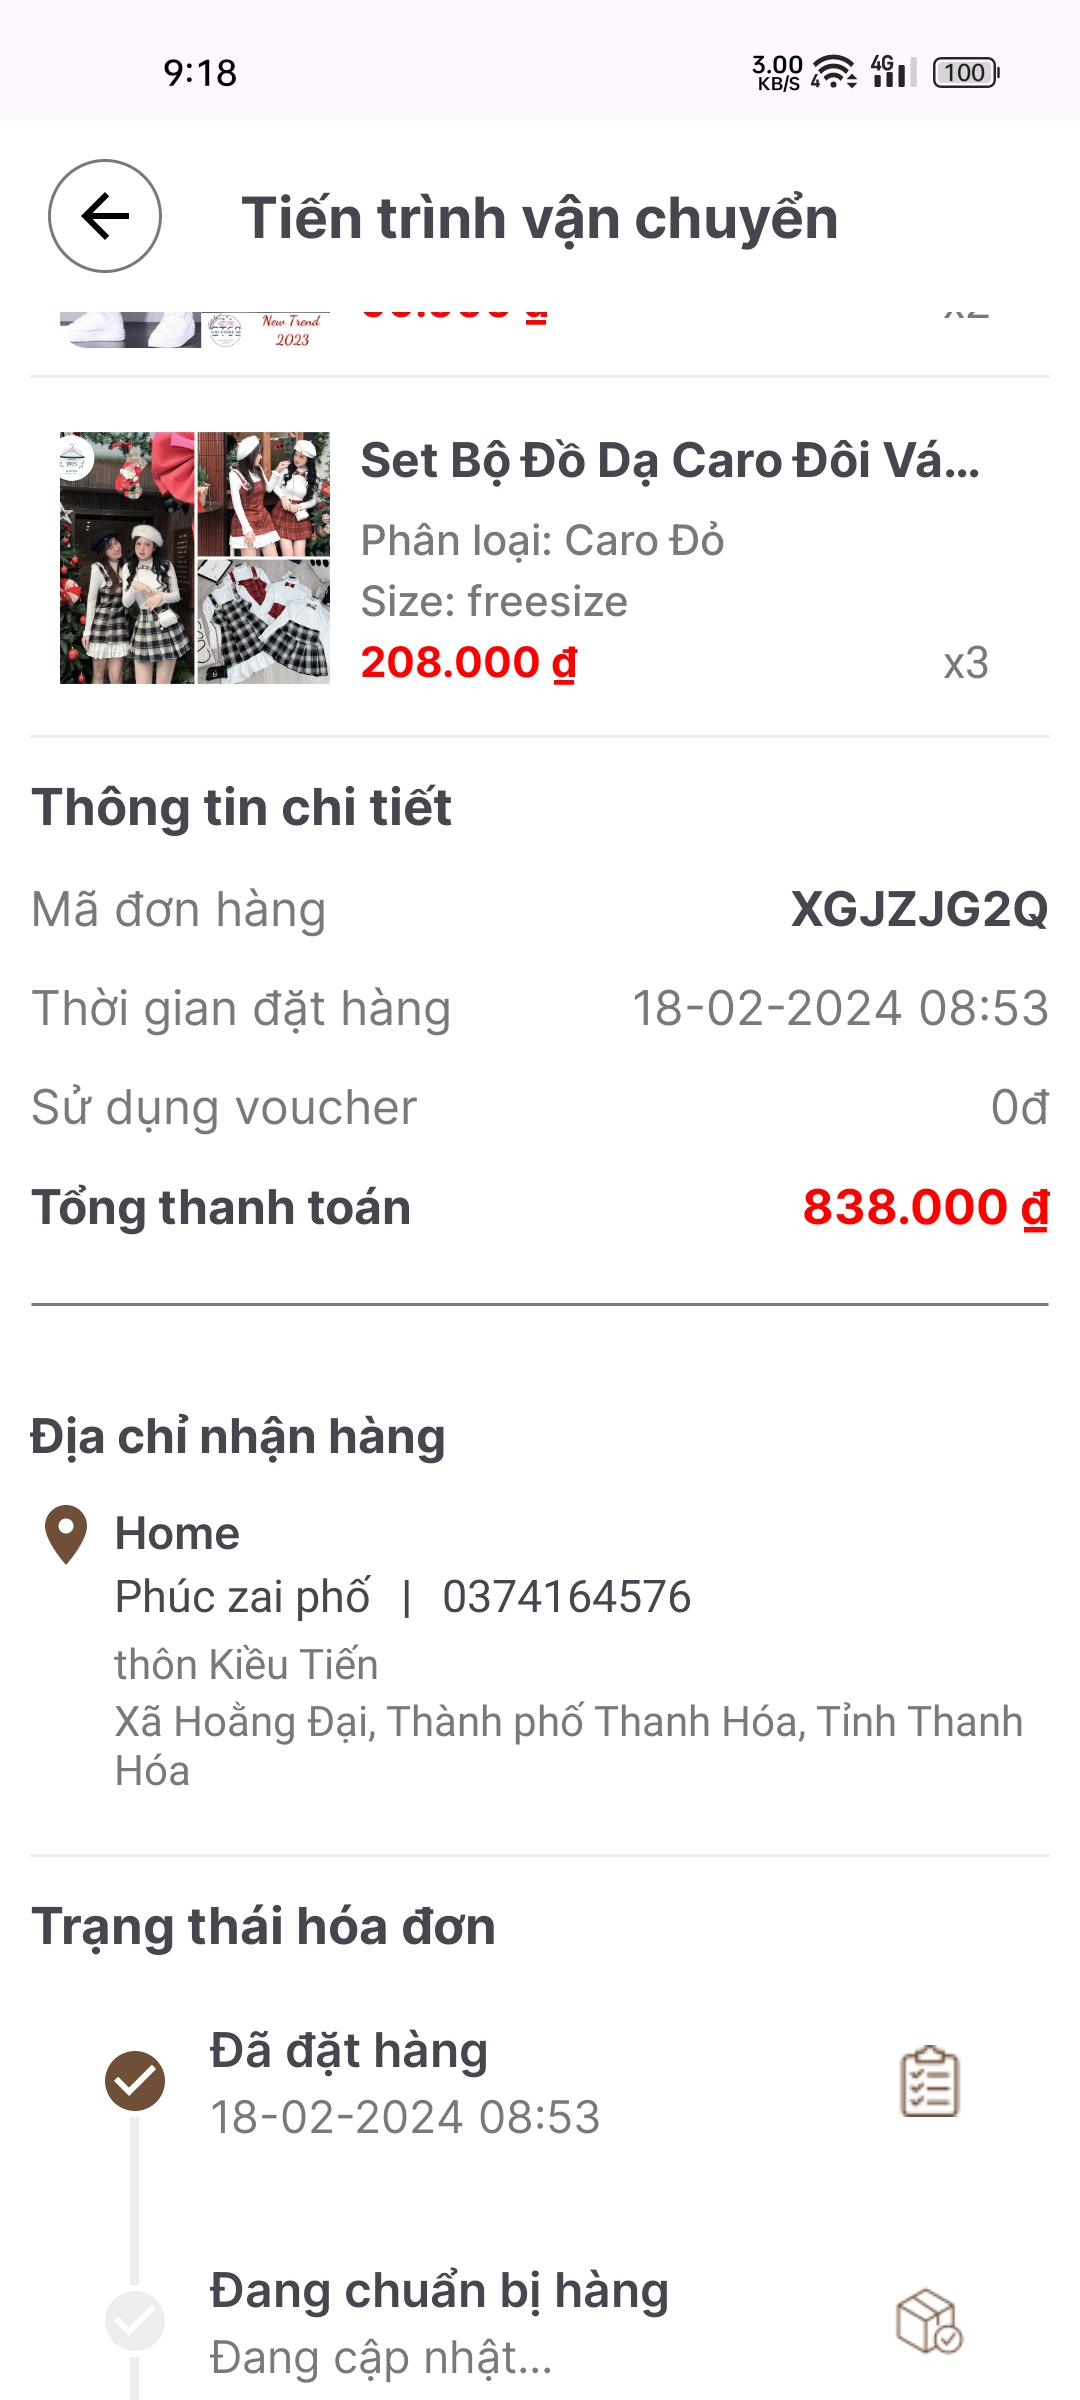 9:18
3.00
KB/S
4G
100
Tiến trình vận chuyển
New Trend
2023
Set Bộ Đồ Dạ Caro Đôi Vá...
Phân loại: Caro Đỏ
Size: freesize
208.000 ₫
x3
Thông tin chi tiết
Mã đơn hàng
XGJZJG2Q
Thời gian đặt hàng
18-02-2024 08:53
Sử dụng voucher
0đ
Tổng thanh toán
838.000 ₫
Địa chỉ nhận hàng
Home
Phúc zai phố | 0374164576
thôn Kiều Tiến
Xã Hoằng Đại, Thành phố Thanh Hóa, Tỉnh Thanh
Hóa
Trạng thái hóa đơn
Đã đặt hàng
18-02-2024 08:53
Đang chuẩn bị hàng
Đang cập nhật...